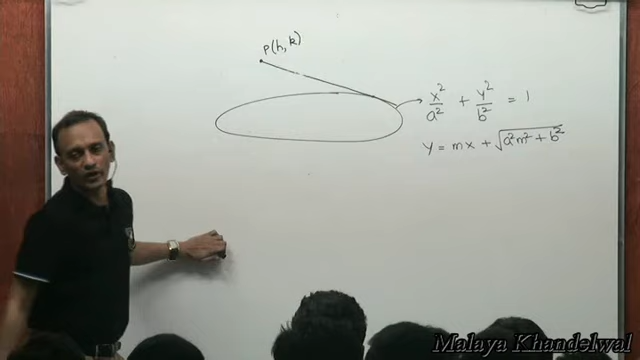 P(h, k)
x²/a² + y²/b² = 1
y = mx + √(a²m² + b²)
Malaya Khandelwal